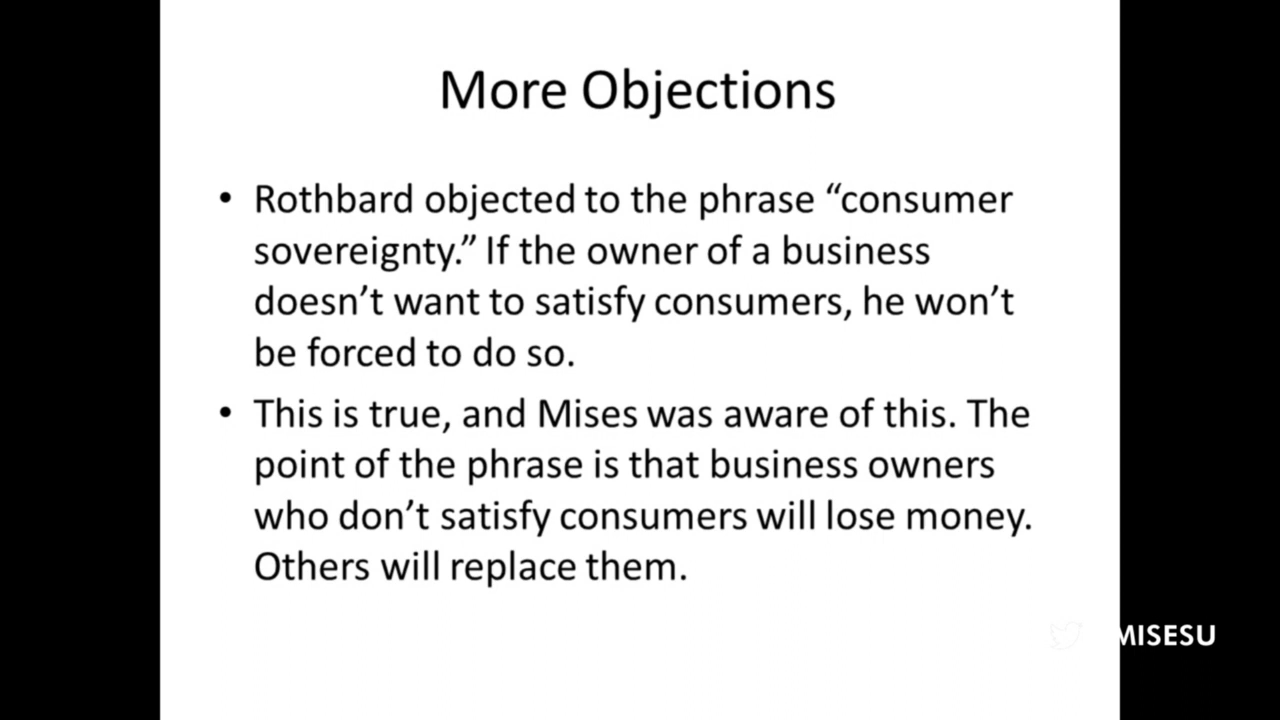 More Objections
• Rothbard objected to the phrase “consumer
sovereignty.” If the owner of a business
doesn’t want to satisfy consumers, he won’t
be forced to do so.
• This is true, and Mises was aware of this. The
point of the phrase is that business owners
who don’t satisfy consumers will lose money.
Others will replace them.
MISESU